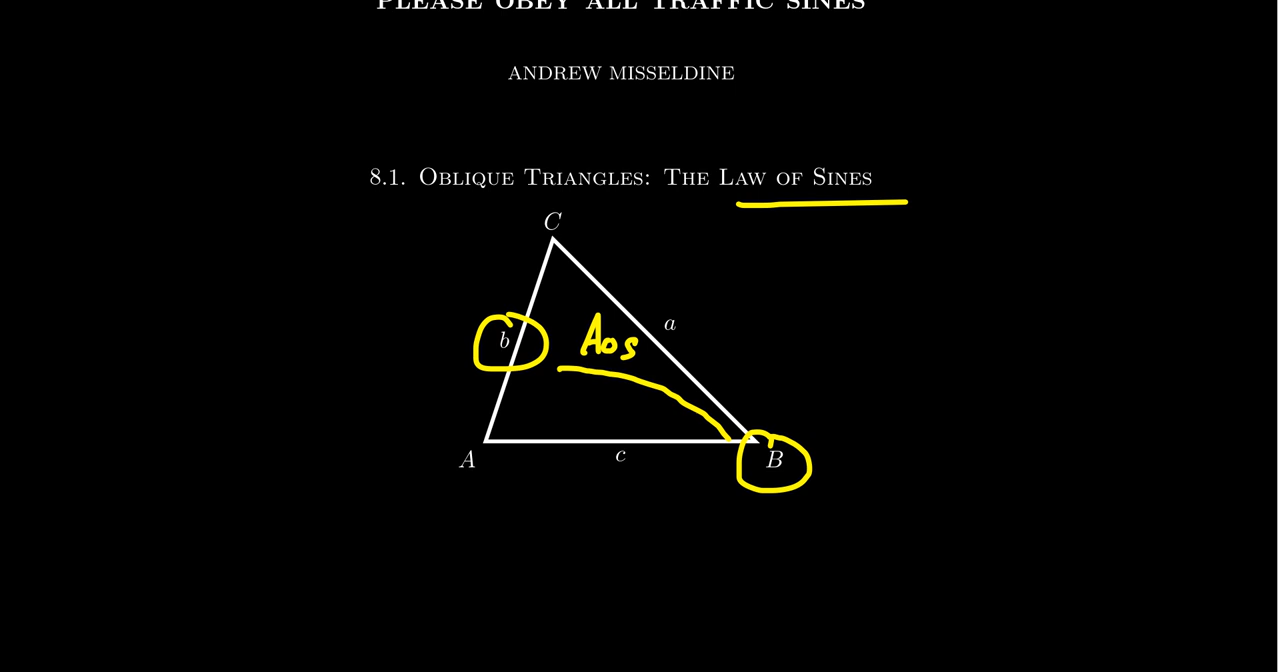 PLEASE OBEY ALL TRAFFIC SINES
ANDREW MISSELDINE
8.1. OBLIQUE TRIANGLES: THE LAW OF SINES
C
b
Aos
a
A
c
B